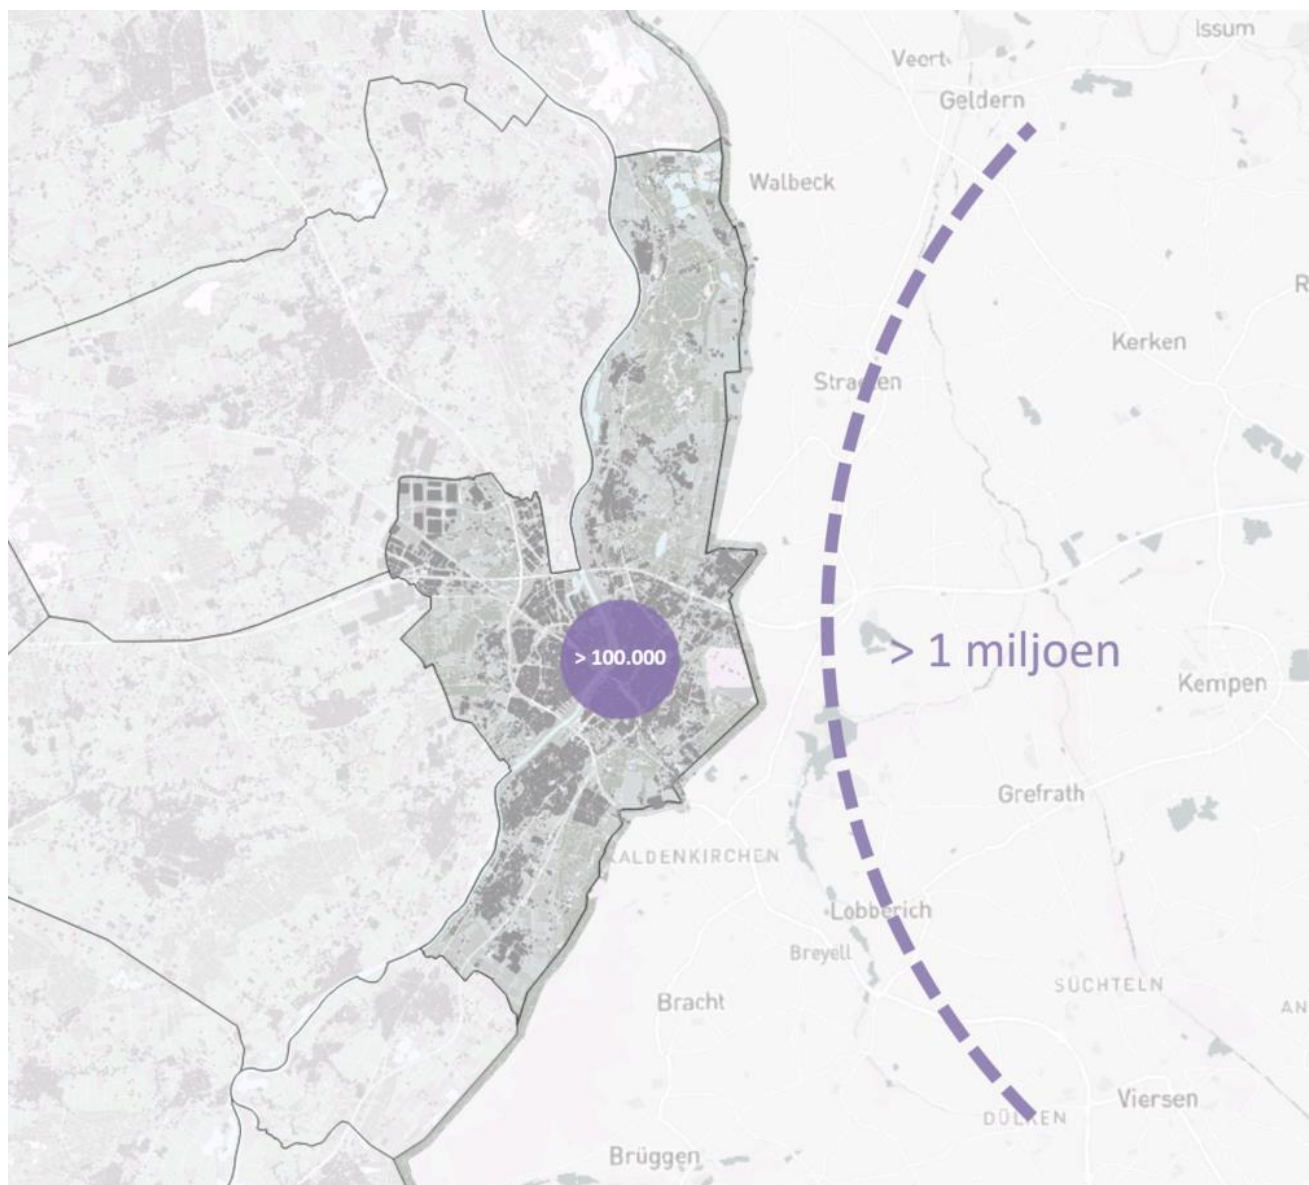 Issum
Veert
Geldern
Walbeck
R
Kerken
Straelen
> 100.000
> 1 miljoen
Kempen
Grefrath
KALDENKIRCHEN
Lobberich
Breyell
SÜCHTELN
Bracht
AN
Viersen
DÜLKEN
Brüggen